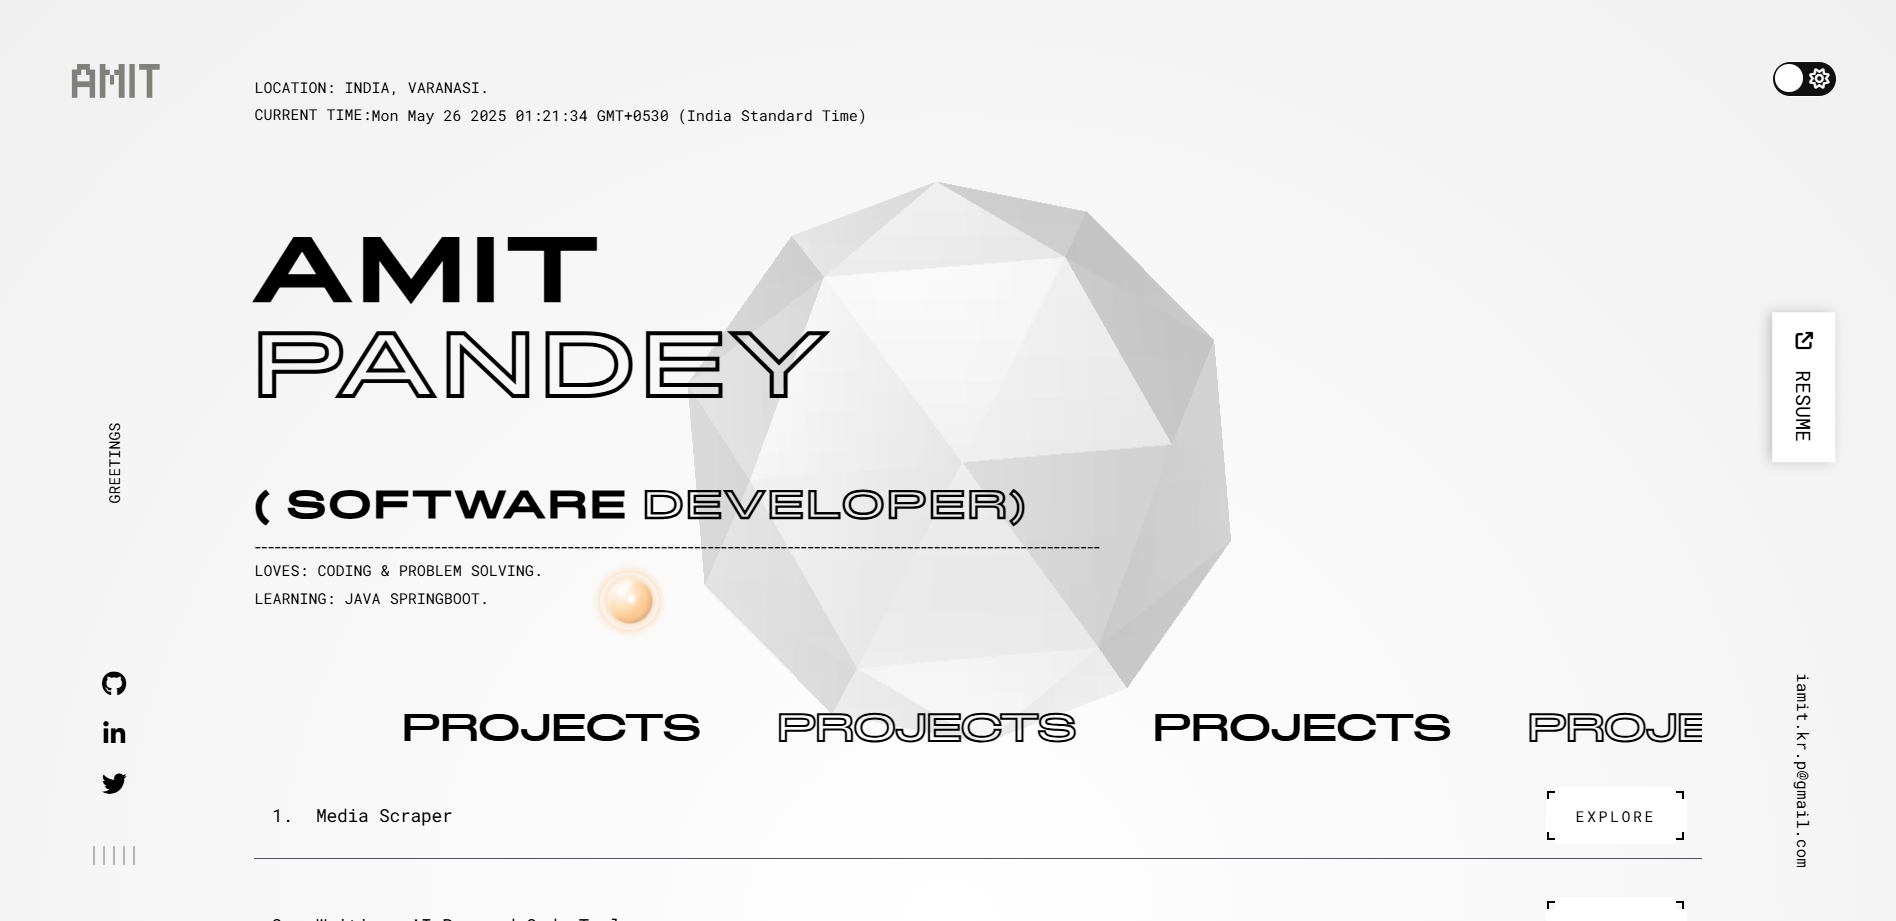 AMIT
LOCATION: INDIA, VARANASI.
CURRENT TIME:Mon May 26 2025 01:21:34 GMT+0530 (India Standard Time)
AMIT
PANDEY
GREETINGS
RESUME
( SOFTWARE DEVELOPER)
LOVES: CODING & PROBLEM SOLVING.
LEARNING: JAVA SPRINGBOOT.
iamit.kr.p@gmail.com
PROJECTS PROJECTS PROJECTS PROJE
1. Media Scraper
EXPLORE